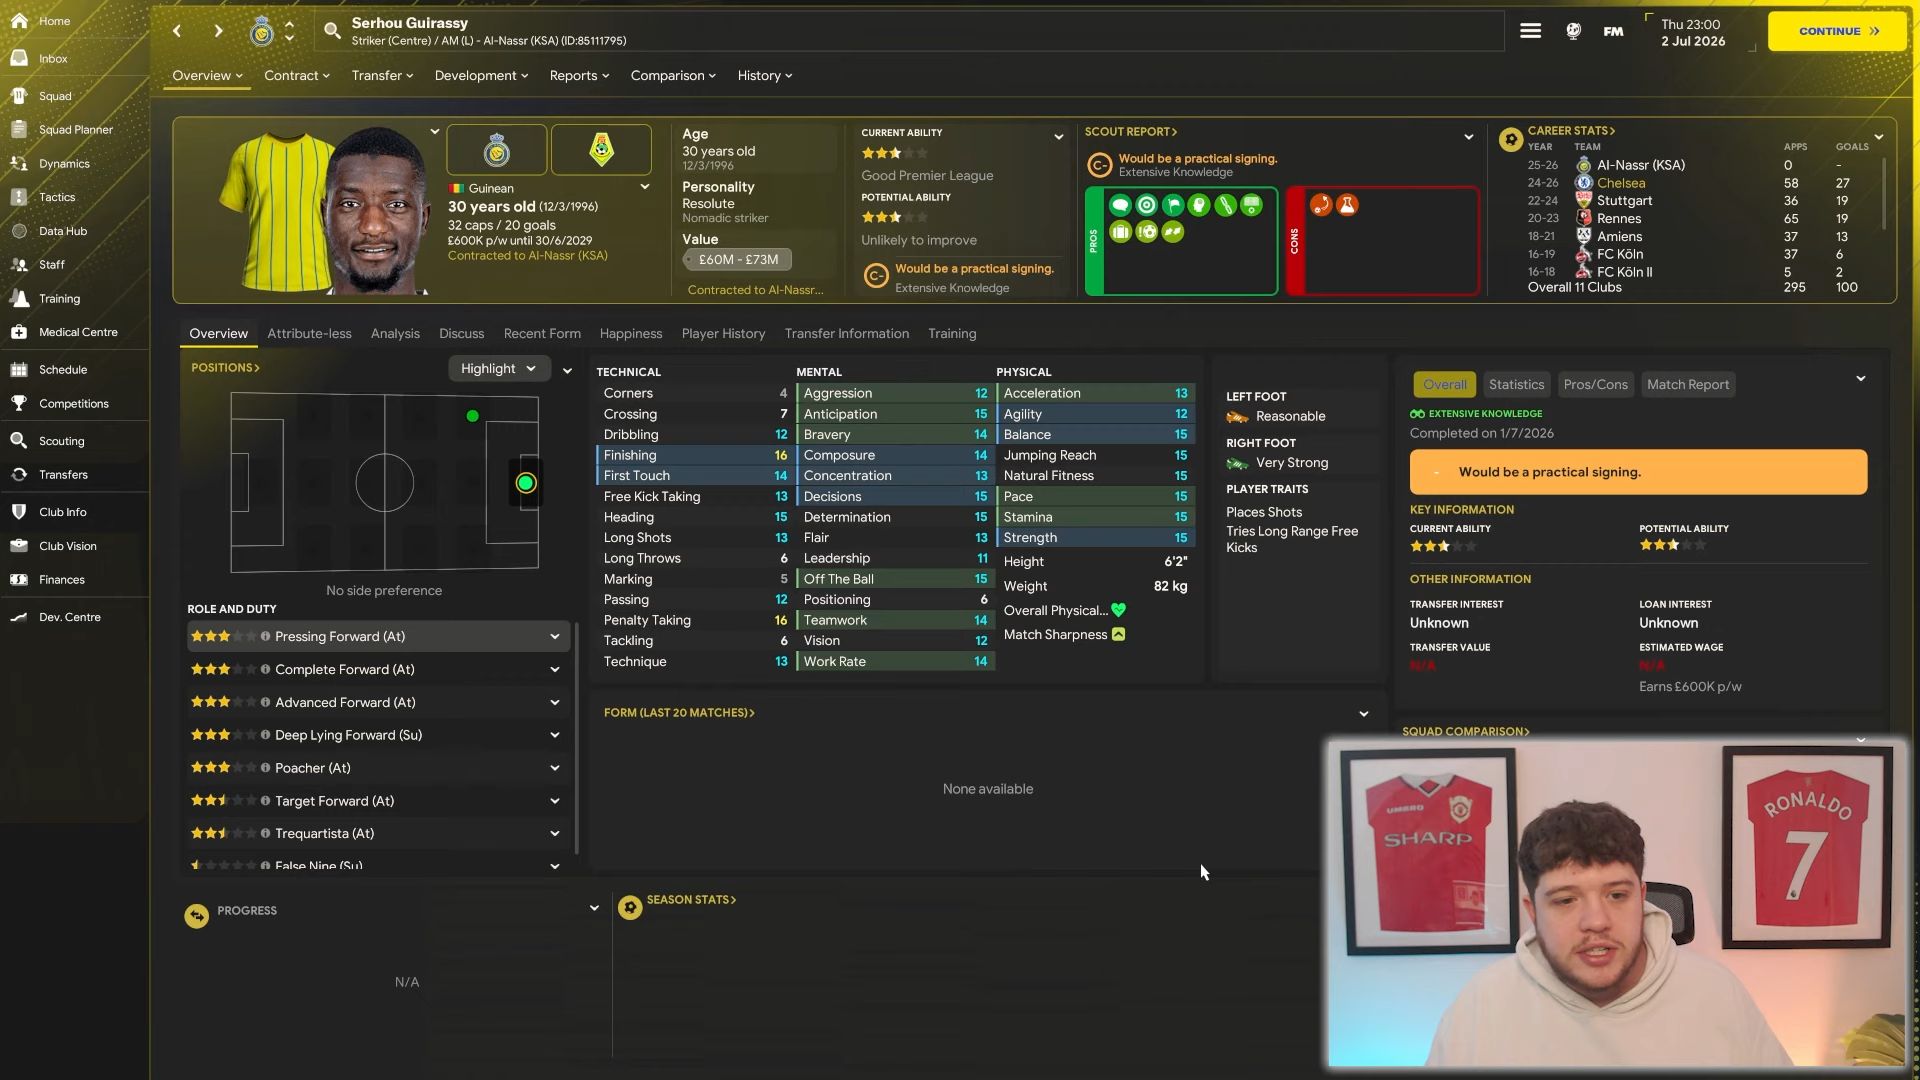 Home
Inbox
Squad
Squad Planner
Dynamics
Tactics
Data Hub
Staff
Training
Medical Centre
Schedule
Competitions
Scouting
Transfers
Club Info
Club Vision
Finances
Dev. Centre
Serhou Guirassy
Striker (Centre) / AM (L) - Al-Nassr (KSA) (ID:85111795)
FM
Thu 23:00
2 Jul 2026
CONTINUE
Overview Contract Transfer Development Reports Comparison History
Guinean
30 years old (12/3/1996)
32 caps / 20 goals
£600K p/w until 30/6/2029
Contracted to Al-Nassr (KSA)
Age
30 years old
12/3/1996
Personality
Resolute
Nomadic striker
Value
£60M - £73M
Contracted to Al-Nassr...
CURRENT ABILITY
Good Premier League
POTENTIAL ABILITY
Unlikely to improve
C- Would be a practical signing.
Extensive Knowledge
SCOUT REPORT>
C- Would be a practical signing.
Extensive Knowledge
PROS
CONS
CAREER STATS>
YEAR TEAM APPS GOALS
25-26 Al-Nassr (KSA) 0 -
24-26 Chelsea 58 27
22-24 Stuttgart 36 19
20-23 Rennes 65 19
18-21 Amiens 37 13
16-19 FC Köln 37 6
16-18 FC Köln II 5 2
Overall 11 Clubs 295 100
Overview Attribute-less Analysis Discuss Recent Form Happiness Player History Transfer Information Training
POSITIONS>
Highlight
No side preference
ROLE AND DUTY
Pressing Forward (At)
Complete Forward (At)
Advanced Forward (At)
Deep Lying Forward (Su)
Poacher (At)
Target Forward (At)
Trequartista (At)
False Nine (Su)
TECHNICAL
Corners 4
Crossing 7
Dribbling 12
Finishing 16
First Touch 14
Free Kick Taking 13
Heading 15
Long Shots 13
Long Throws 6
Marking 5
Passing 12
Penalty Taking 16
Tackling 6
Technique 13
MENTAL
Aggression 12
Anticipation 15
Bravery 14
Composure 14
Concentration 13
Decisions 15
Determination 15
Flair 13
Leadership 11
Off The Ball 15
Positioning 6
Teamwork 14
Vision 12
Work Rate 14
PHYSICAL
Acceleration 13
Agility 12
Balance 15
Jumping Reach 15
Natural Fitness 15
Pace 15
Stamina 15
Strength 15
Height 6'2"
Weight 82 kg
Overall Physical...
Match Sharpness
LEFT FOOT
Reasonable
RIGHT FOOT
Very Strong
PLAYER TRAITS
Places Shots
Tries Long Range Free
Kicks
Overall Statistics Pros/Cons Match Report
EXTENSIVE KNOWLEDGE
Completed on 1/7/2026
- Would be a practical signing.
KEY INFORMATION
CURRENT ABILITY POTENTIAL ABILITY
OTHER INFORMATION
TRANSFER INTEREST LOAN INTEREST
Unknown Unknown
TRANSFER VALUE ESTIMATED WAGE
N/A N/A
Earns £600K p/w
SQUAD COMPARISON>
FORM (LAST 20 MATCHES)>
None available
PROGRESS
N/A
SEASON STATS>
UMBRO
SHARP
RONALDO
7